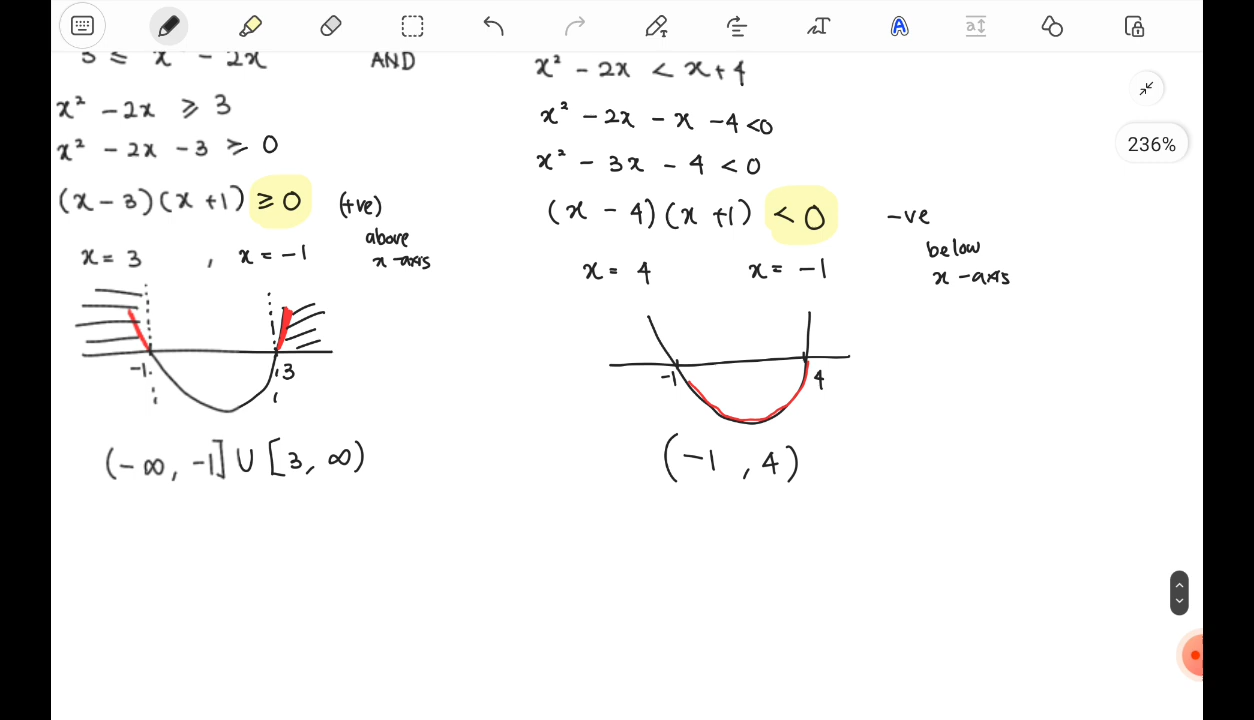 236%
3 ≤ x² - 2x AND
x² - 2x ≥ 3
x² - 2x - 3 ≥ 0
(x - 3)(x + 1) ≥ 0 (+ve)
above
x-axis
x = 3 , x = -1
-1 3
(-∞, -1] ∪ [3, ∞)
x² - 2x < x + 4
x² - 2x - x - 4 < 0
x² - 3x - 4 < 0
(x - 4)(x + 1) < 0 -ve
below
x-axis
x = 4 x = -1
-1 4
(-1, 4)